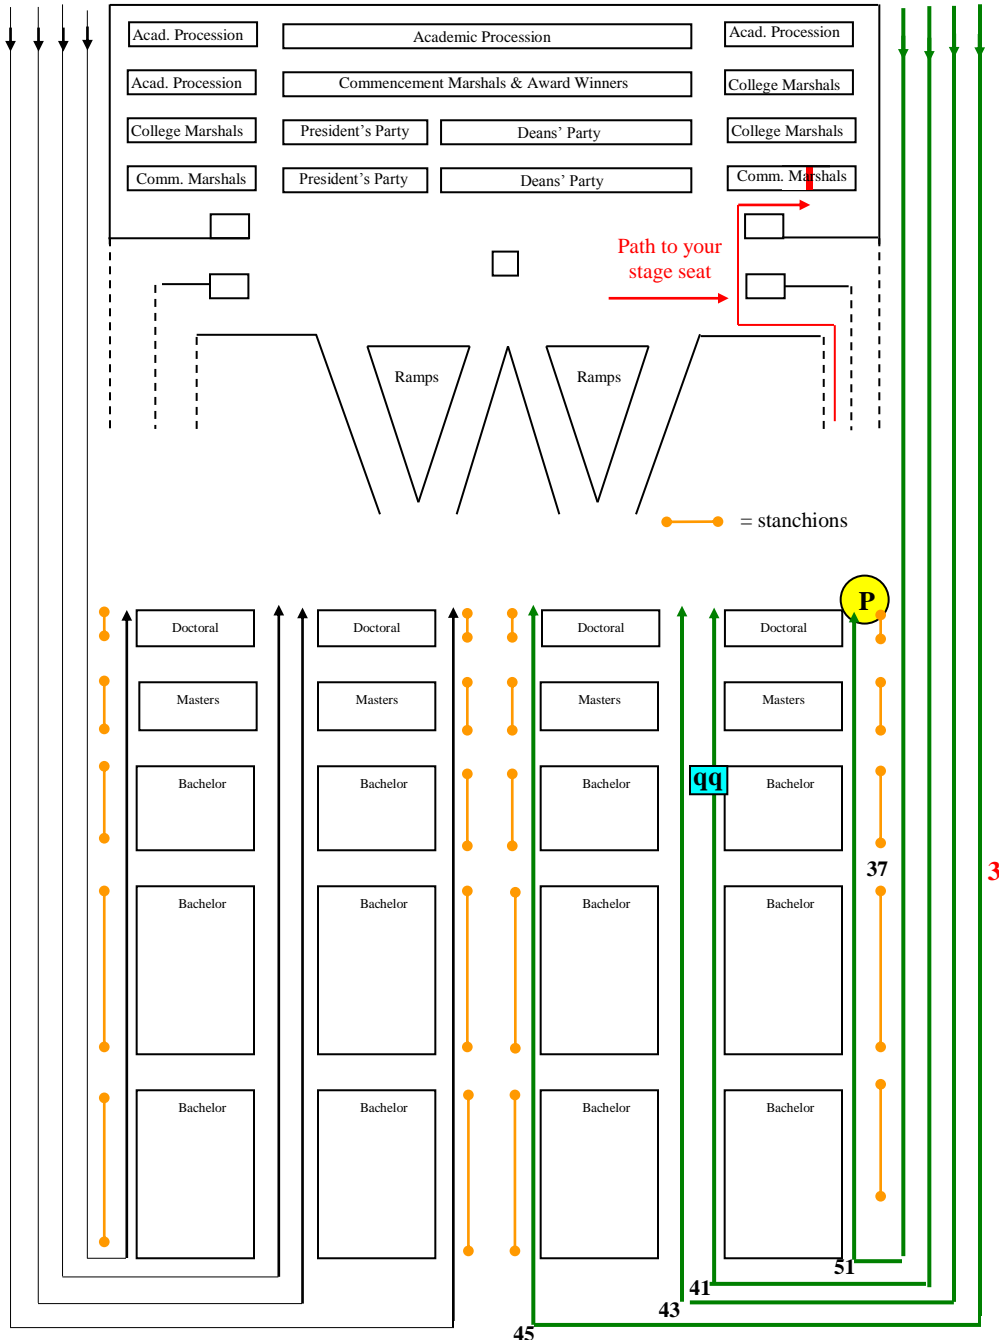 Acad. Procession
Academic Procession
Acad. Procession
Acad. Procession
Commencement Marshals & Award Winners
College Marshals
College Marshals
President's Party
Deans' Party
College Marshals
Comm. Marshals
President's Party
Deans' Party
Comm. Marshals
Path to your
stage seat
Ramps
Ramps
= stanchions
P
Doctoral
Doctoral
Doctoral
Doctoral
Masters
Masters
Masters
Masters
qq
Bachelor
Bachelor
Bachelor
Bachelor
37
3
Bachelor
Bachelor
Bachelor
Bachelor
Bachelor
Bachelor
Bachelor
Bachelor
51
41
43
45